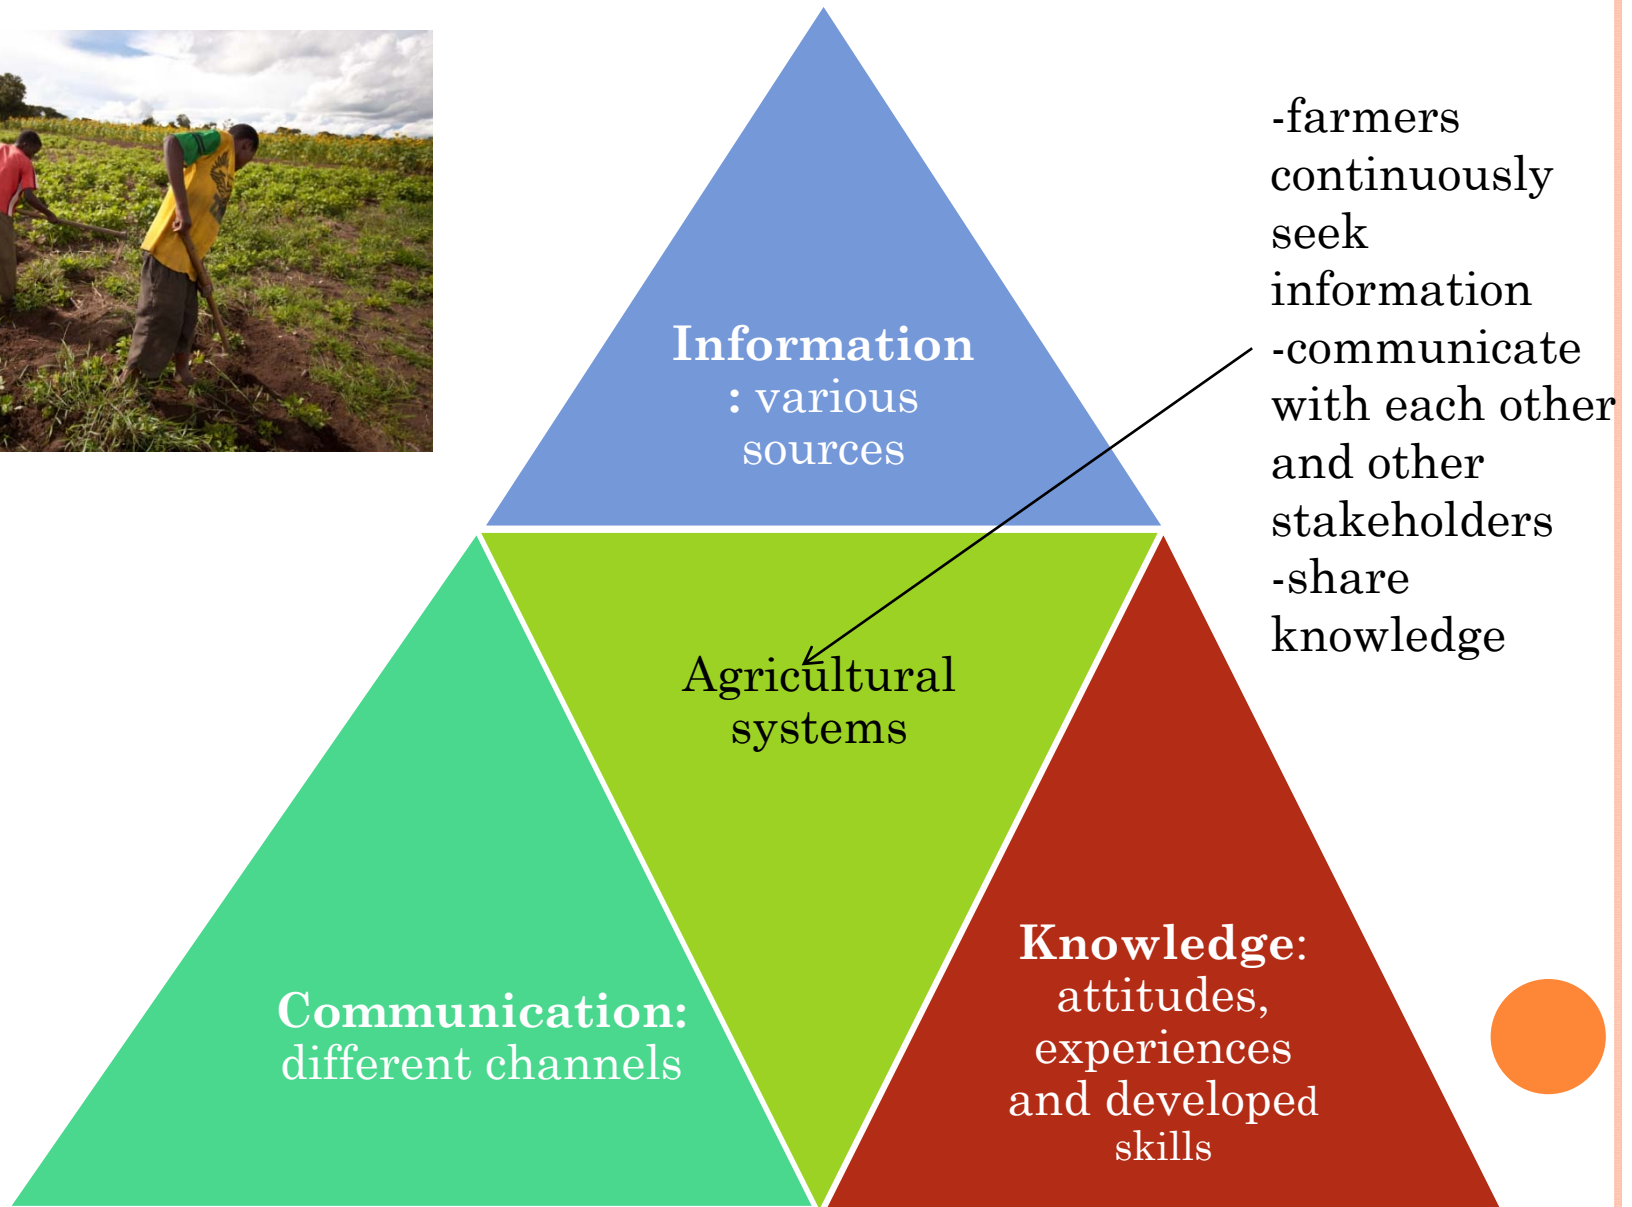 Information
: various
sources
-farmers
continuously
seek
information
-communicate
with each other
and other
stakeholders
-share
knowledge
Agricultural
systems
Communication:
different channels
Knowledge:
attitudes,
experiences
and developed
skills